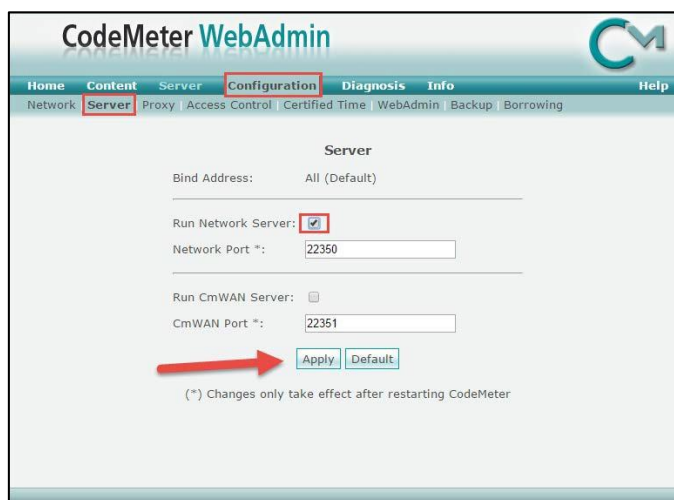 CodeMeter WebAdmin
CM
Home Content Server Configuration Diagnosis Info Help
Network | Server | Proxy | Access Control | Certified Time | WebAdmin | Backup | Borrowing
Server
Bind Address: All (Default)
Run Network Server:
Network Port *: 22350
Run CmWAN Server:
CmWAN Port *: 22351
Apply Default
(*) Changes only take effect after restarting CodeMeter